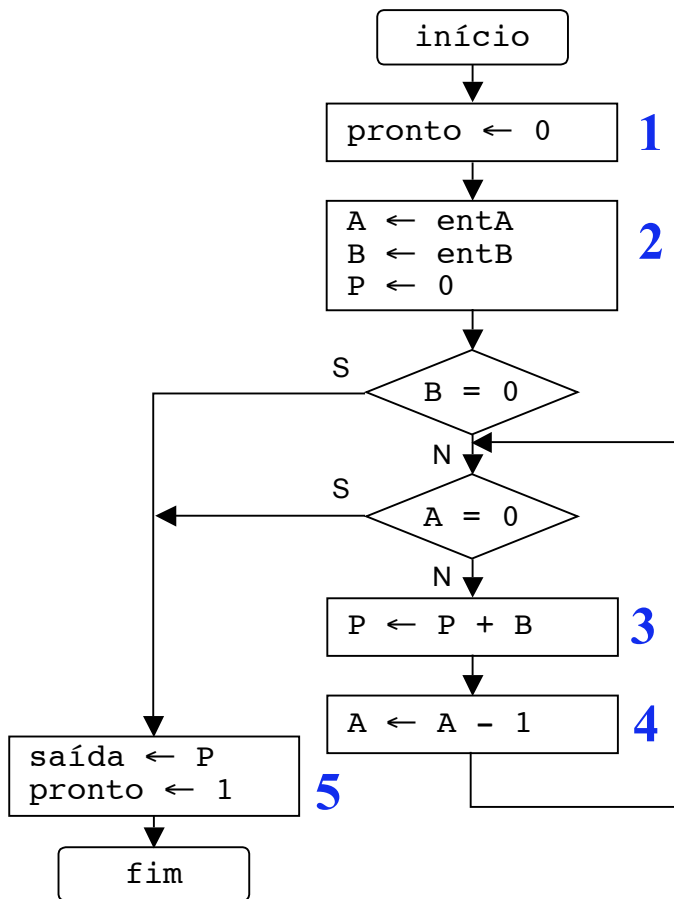 início
pronto ← 0
1
A ← entA
B ← entB
P ← 0
2
S
B = 0
N
S
A = 0
N
P ← P + B
3
A ← A - 1
4
saída ← P
pronto ← 1
5
fim